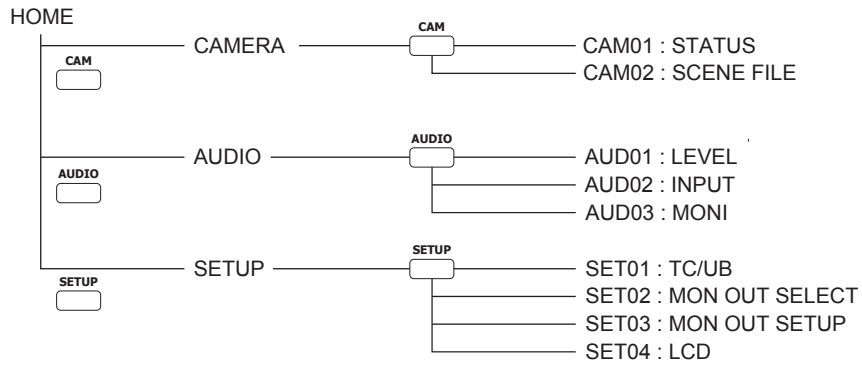 HOME
CAM
CAMERA
CAM
CAM01 : STATUS
CAM02 : SCENE FILE
AUDIO
AUDIO
AUDIO
AUD01 : LEVEL
AUD02 : INPUT
AUD03 : MONI
SETUP
SETUP
SETUP
SET01 : TC/UB
SET02 : MON OUT SELECT
SET03 : MON OUT SETUP
SET04 : LCD